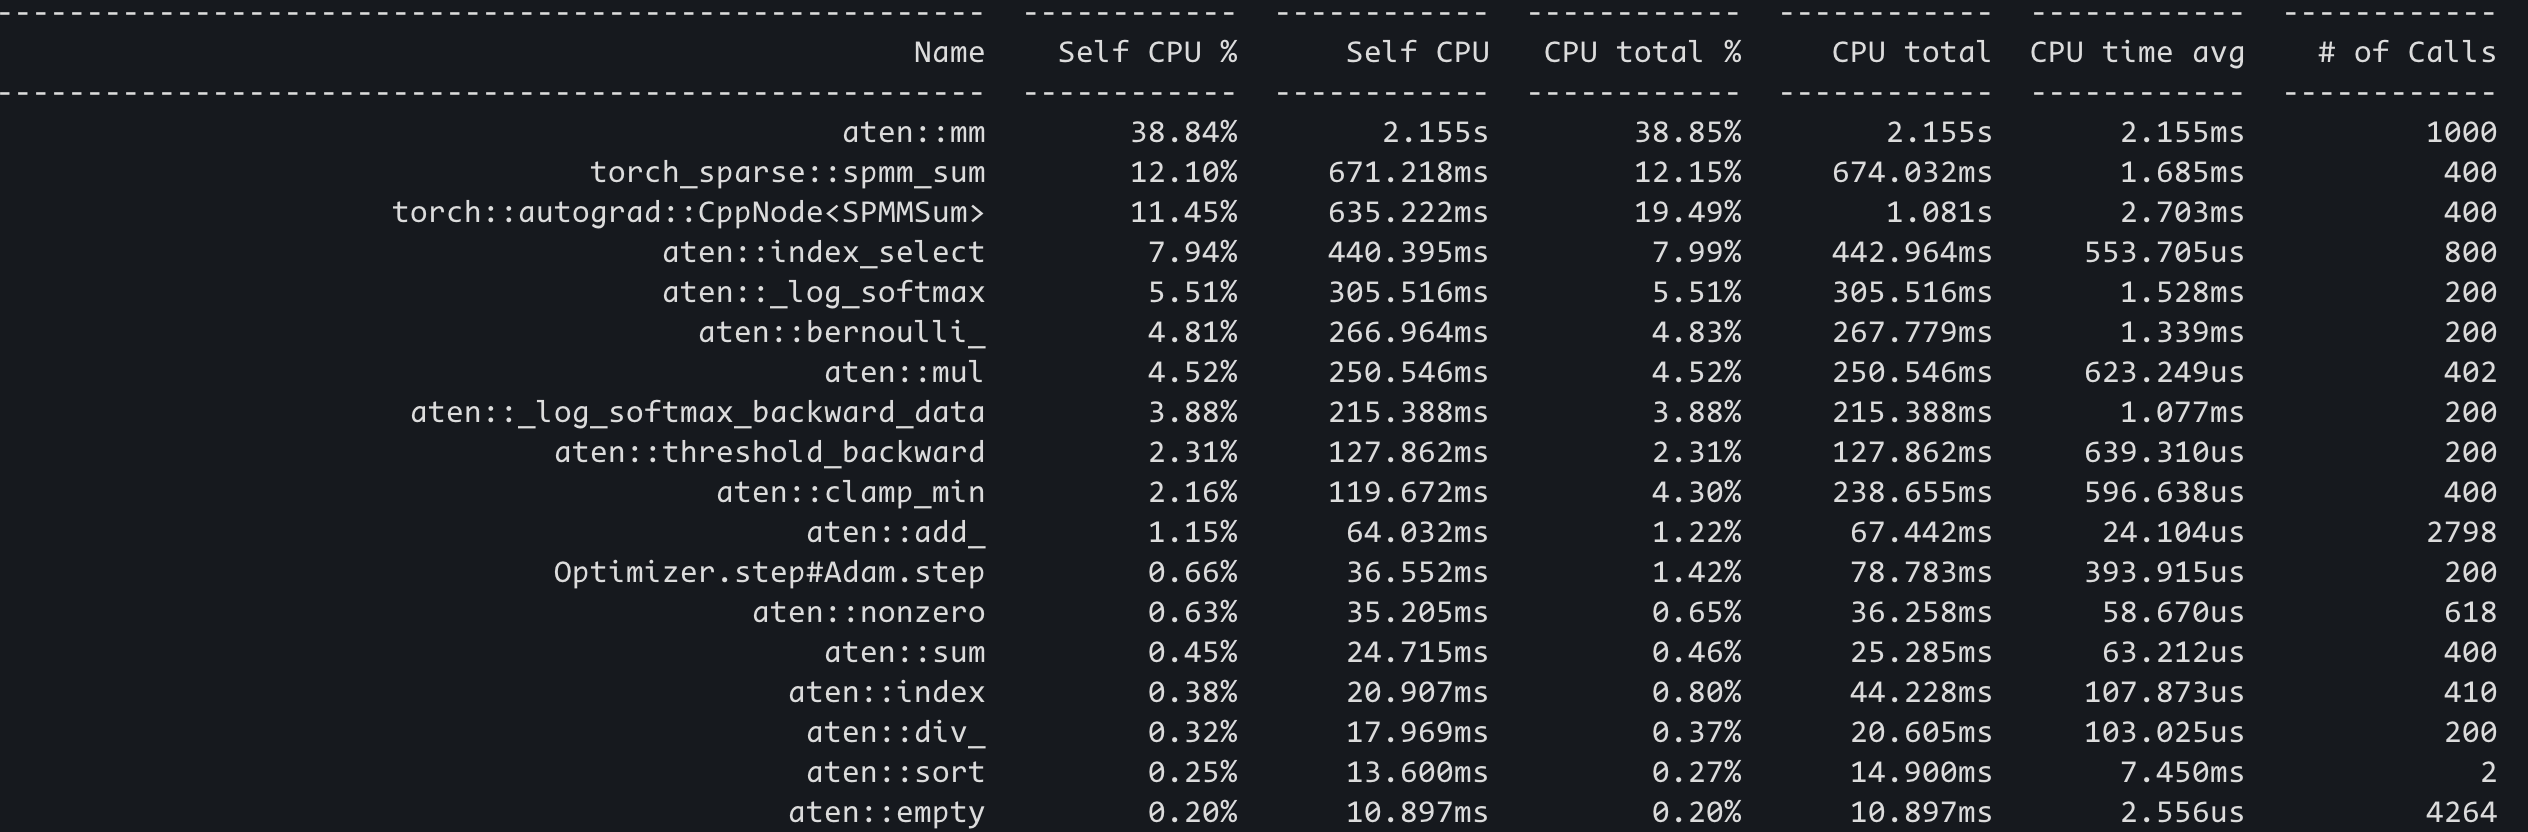 -------------------------------------------------------  ------------  ------------  ------------  ------------  ------------  ------------
Name    Self CPU %      Self CPU   CPU total %     CPU total  CPU time avg    # of Calls
-------------------------------------------------------  ------------  ------------  ------------  ------------  ------------  ------------
aten::mm        38.84%        2.155s        38.85%        2.155s       2.155ms          1000
torch_sparse::spmm_sum        12.10%     671.218ms        12.15%     674.032ms       1.685ms           400
torch::autograd::CppNode<SPMMSum>        11.45%     635.222ms        19.49%        1.081s       2.703ms           400
aten::index_select         7.94%     440.395ms         7.99%     442.964ms     553.705us           800
aten::_log_softmax         5.51%     305.516ms         5.51%     305.516ms       1.528ms           200
aten::bernoulli_         4.81%     266.964ms         4.83%     267.779ms       1.339ms           200
aten::mul         4.52%     250.546ms         4.52%     250.546ms     623.249us           402
aten::_log_softmax_backward_data         3.88%     215.388ms         3.88%     215.388ms       1.077ms           200
aten::threshold_backward         2.31%     127.862ms         2.31%     127.862ms     639.310us           200
aten::clamp_min         2.16%     119.672ms         4.30%     238.655ms     596.638us           400
aten::add_         1.15%      64.032ms         1.22%      67.442ms      24.104us          2798
Optimizer.step#Adam.step         0.66%      36.552ms         1.42%      78.783ms     393.915us           200
aten::nonzero         0.63%      35.205ms         0.65%      36.258ms      58.670us           618
aten::sum         0.45%      24.715ms         0.46%      25.285ms      63.212us           400
aten::index         0.38%      20.907ms         0.80%      44.228ms     107.873us           410
aten::div_         0.32%      17.969ms         0.37%      20.605ms     103.025us           200
aten::sort         0.25%      13.600ms         0.27%      14.900ms       7.450ms             2
aten::empty         0.20%      10.897ms         0.20%      10.897ms       2.556us          4264